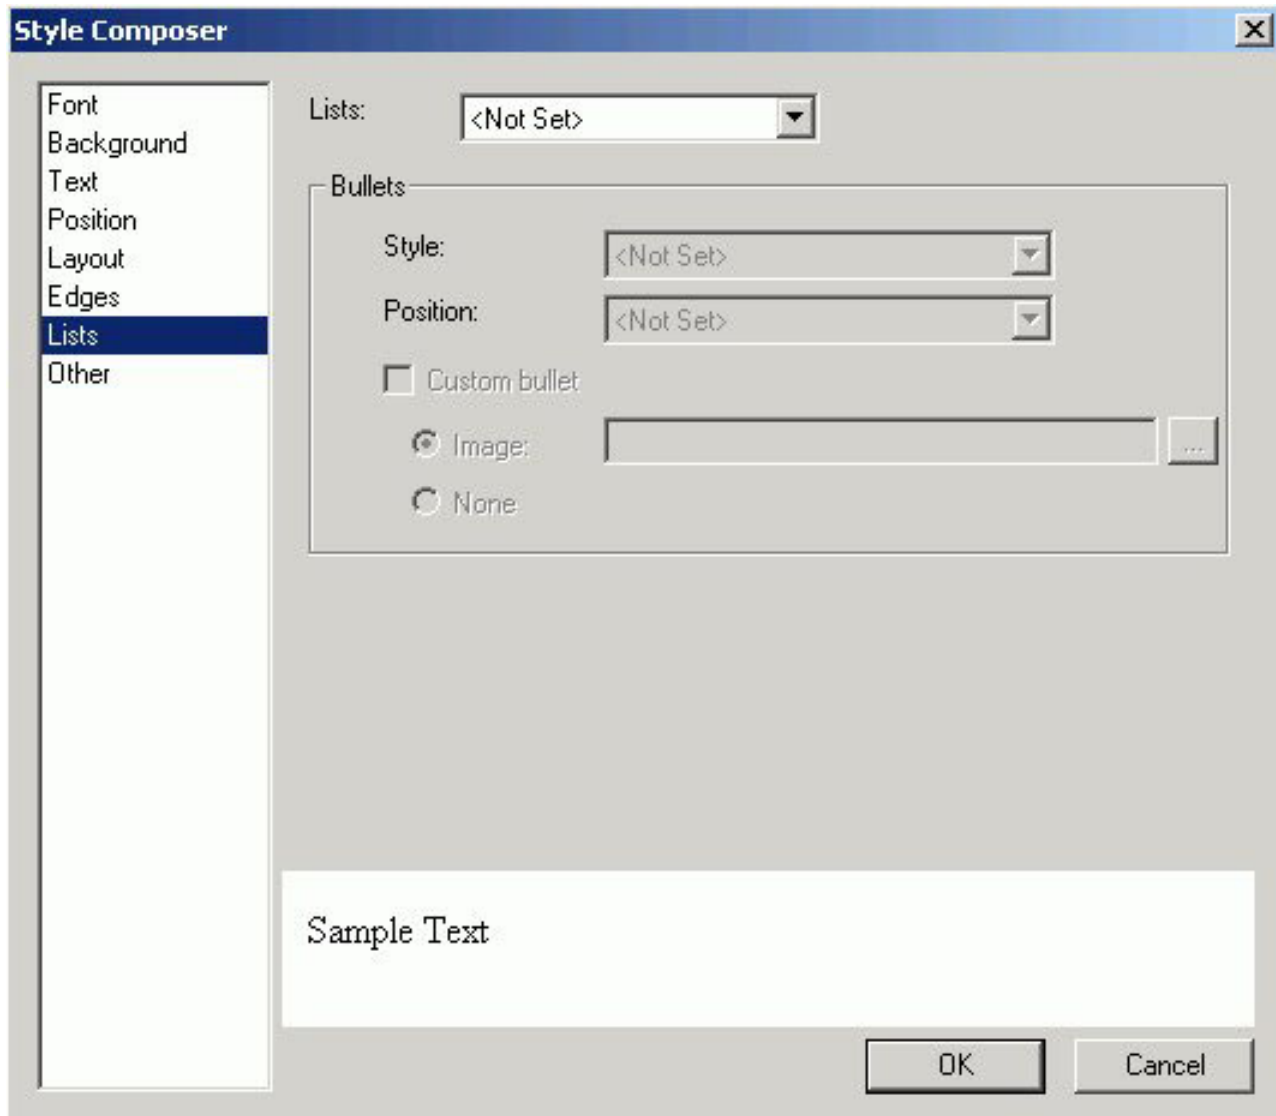 Style Composer
Font
Background
Text
Position
Layout
Edges
Lists
Other
Lists: <Not Set>
Bullets
Style: <Not Set>
Position: <Not Set>
Custom bullet
Image: ...
None
Sample Text
OK Cancel